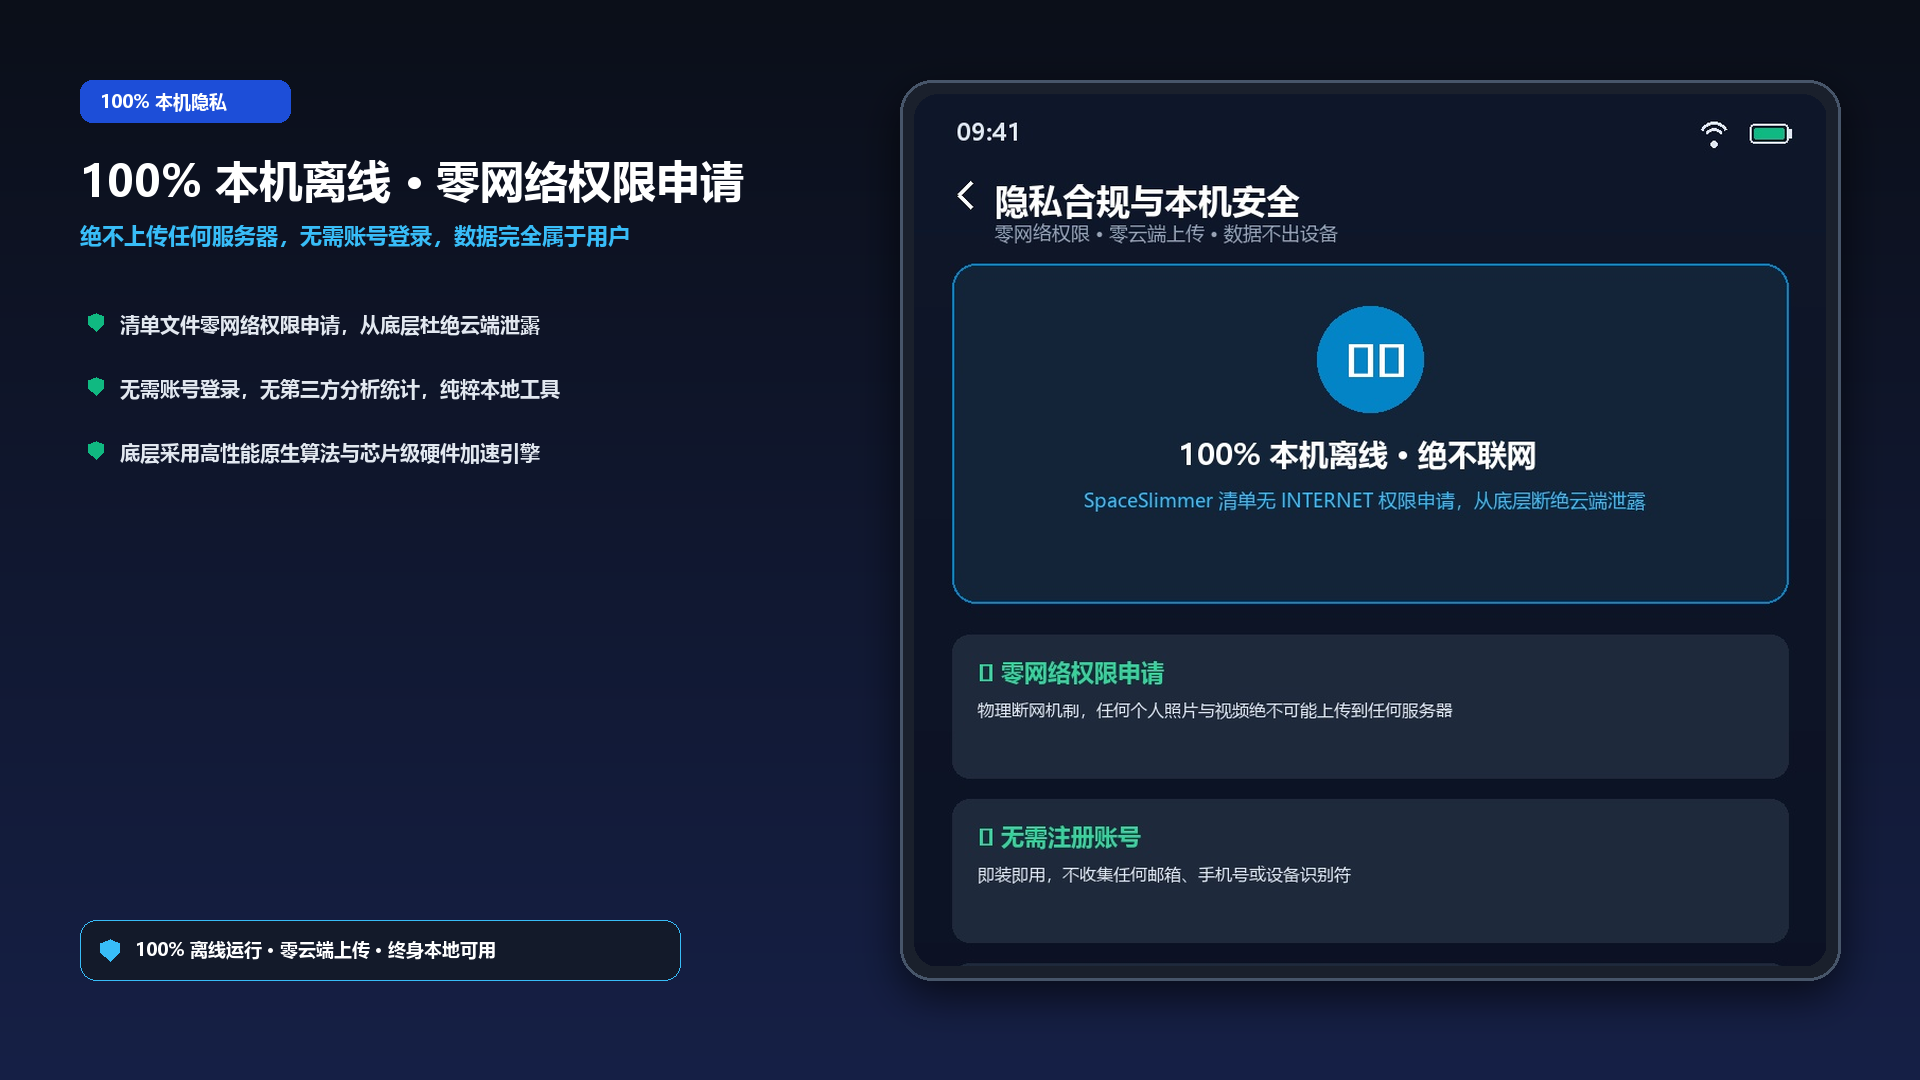 100% 本机隐私
100% 本机离线 • 零网络权限申请
绝不上传任何服务器，无需账号登录，数据完全属于用户
清单文件零网络权限申请，从底层杜绝云端泄露
无需账号登录，无第三方分析统计，纯粹本地工具
底层采用高性能原生算法与芯片级硬件加速引擎
100% 离线运行 • 零云端上传 • 终身本地可用
09:41
隐私合规与本机安全
零网络权限 • 零云端上传 • 数据不出设备
100% 本机离线 • 绝不联网
SpaceSlimmer 清单无 INTERNET 权限申请，从底层断绝云端泄露
零网络权限申请
物理断网机制，任何个人照片与视频绝不可能上传到任何服务器
无需注册账号
即装即用，不收集任何邮箱、手机号或设备识别符